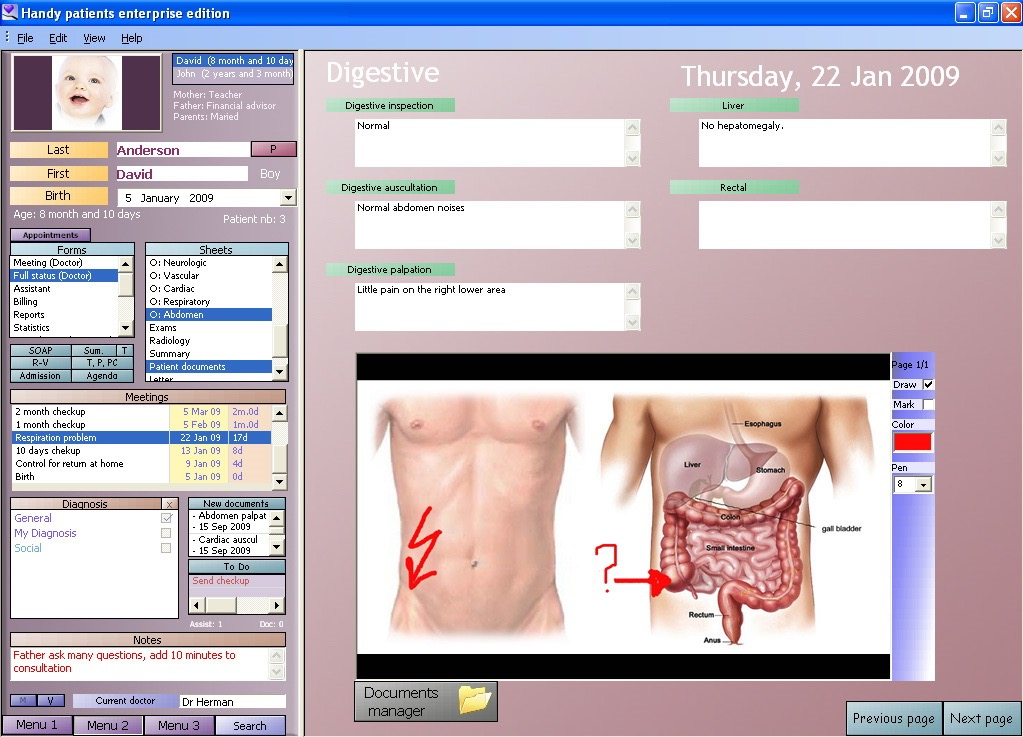 Handy patients enterprise edition
File Edit View Help
David (8 month and 10 day
John (2 years and 3 month)
Mother: Teacher
Father: Financial advisor
Parents: Maried
Last Anderson P
First David Boy
Birth 5 January 2009
Age: 8 month and 10 days
Patient nb: 3
Appointments
Forms
Meeting (Doctor)
Full status (Doctor)
Assistant
Billing
Reports
Statistics
SOAP Sum. T
R-V T, P, PC
Admission Agenda
Sheets
O: Neurologic
O: Vascular
O: Cardiac
O: Respiratory
O: Abdomen
Exams
Radiology
Summary
Patient documents
Letter
Meetings
2 month checkup 5 Mar 09 2m.0d
1 month checkup 5 Feb 09 1m.0d
Respiration problem 22 Jan 09 17d
10 days chekup 13 Jan 09 8d
Control for return at home 9 Jan 09 4d
Birth 5 Jan 09 0d
Diagnosis X
General
My Diagnosis
Social
New documents
- Abdomen palpat
- 15 Sep 2009
- Cardiac auscul
- 15 Sep 2009
To Do
Send checkup
Assist: 1 Doc: 0
Notes
Father ask many questions, add 10 minutes to
consultation
M V Current doctor Dr Herman
Menu 1 Menu 2 Menu 3 Search
Digestive
Thursday, 22 Jan 2009
Digestive inspection
Normal
Liver
No hepatomegaly.
Digestive auscultation
Normal abdomen noises
Rectal
Digestive palpation
Little pain on the right lower area
Esophagus
Liver
Stomach
Colon
gall bladder
Small intestine
?
Rectum
Anus
Page 1/1
Draw
Mark
Color
Pen
8
Documents
manager
Previous page Next page